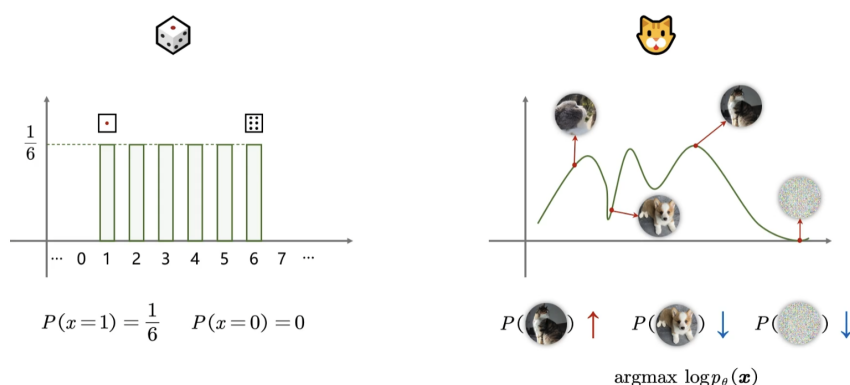 1/6
... 0 1 2 3 4 5 6 7 ...
P(x=1)=1/6 P(x=0)=0
P( ) ↑ P( ) ↓ P( ) ↓
argmax log p_θ(x)